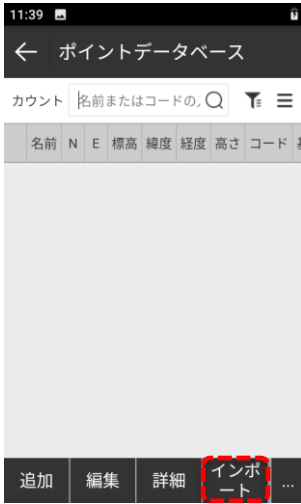 11:39
ポイントデータベース
カウント 名前またはコードの入
名前 N E 標高 緯度 経度 高さ コード
追加 編集 詳細 インポ
ート ...